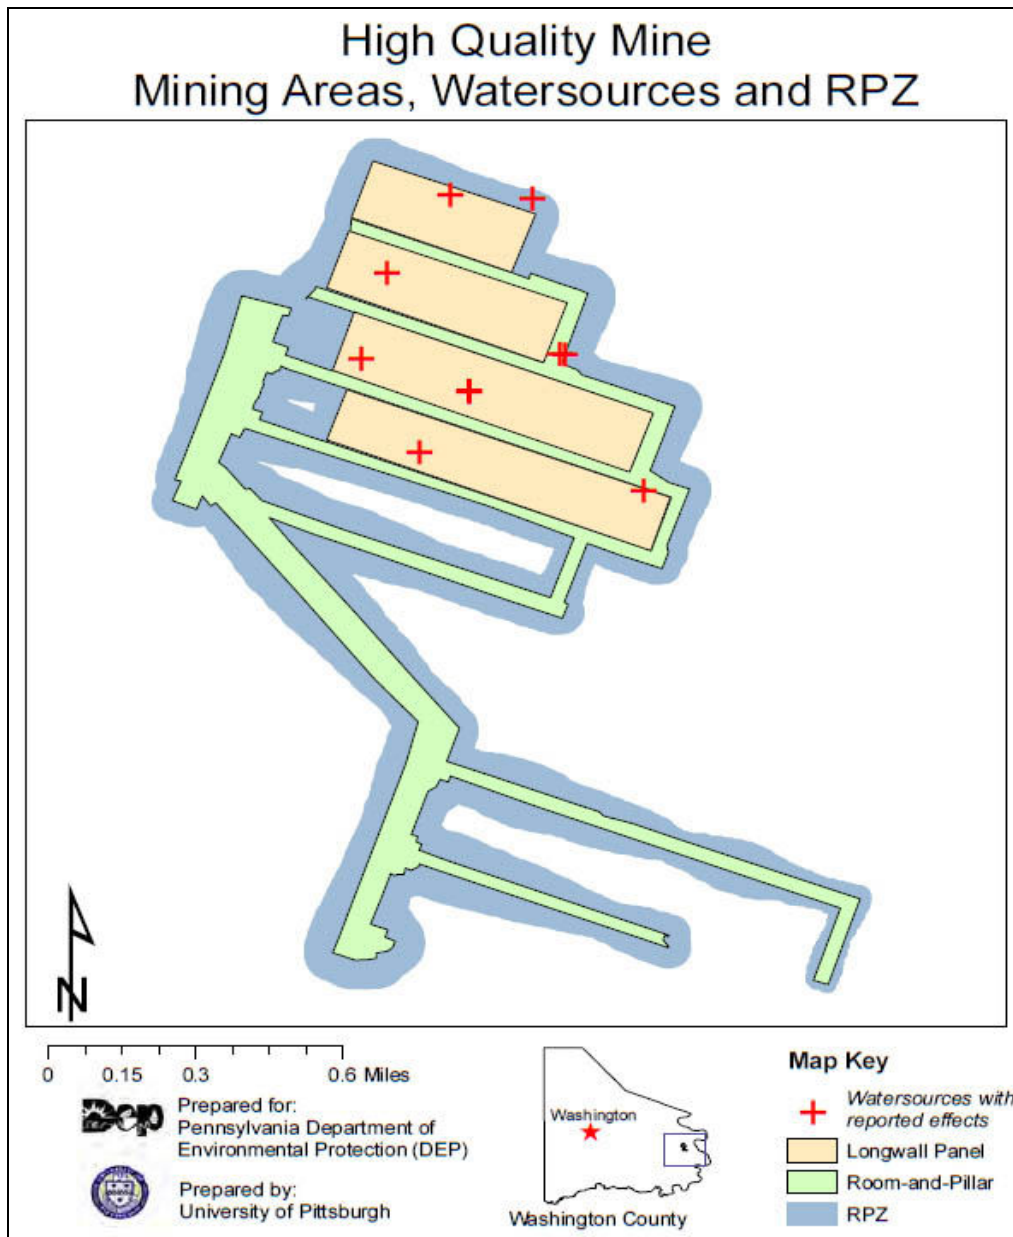 High Quality Mine
Mining Areas, Watersources and RPZ
N
0 0.15 0.3 0.6 Miles
Dep
Prepared for:
Pennsylvania Department of
Environmental Protection (DEP)
Prepared by:
University of Pittsburgh
Washington
Washington County
Map Key
Watersources with
reported effects
Longwall Panel
Room-and-Pillar
RPZ